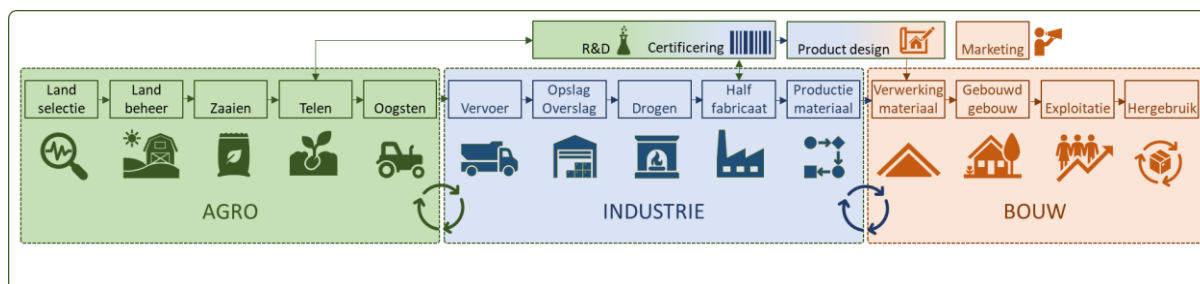 R&D
Certificering
Product design
Marketing
Land
selectie
Land
beheer
Zaaien
Telen
Oogsten
Vervoer
Opslag
Overslag
Drogen
Half
fabricaat
Productie
materiaal
Verwerking
materiaal
Gebouwd
gebouw
Exploitatie
Hergebruik
AGRO
INDUSTRIE
BOUW